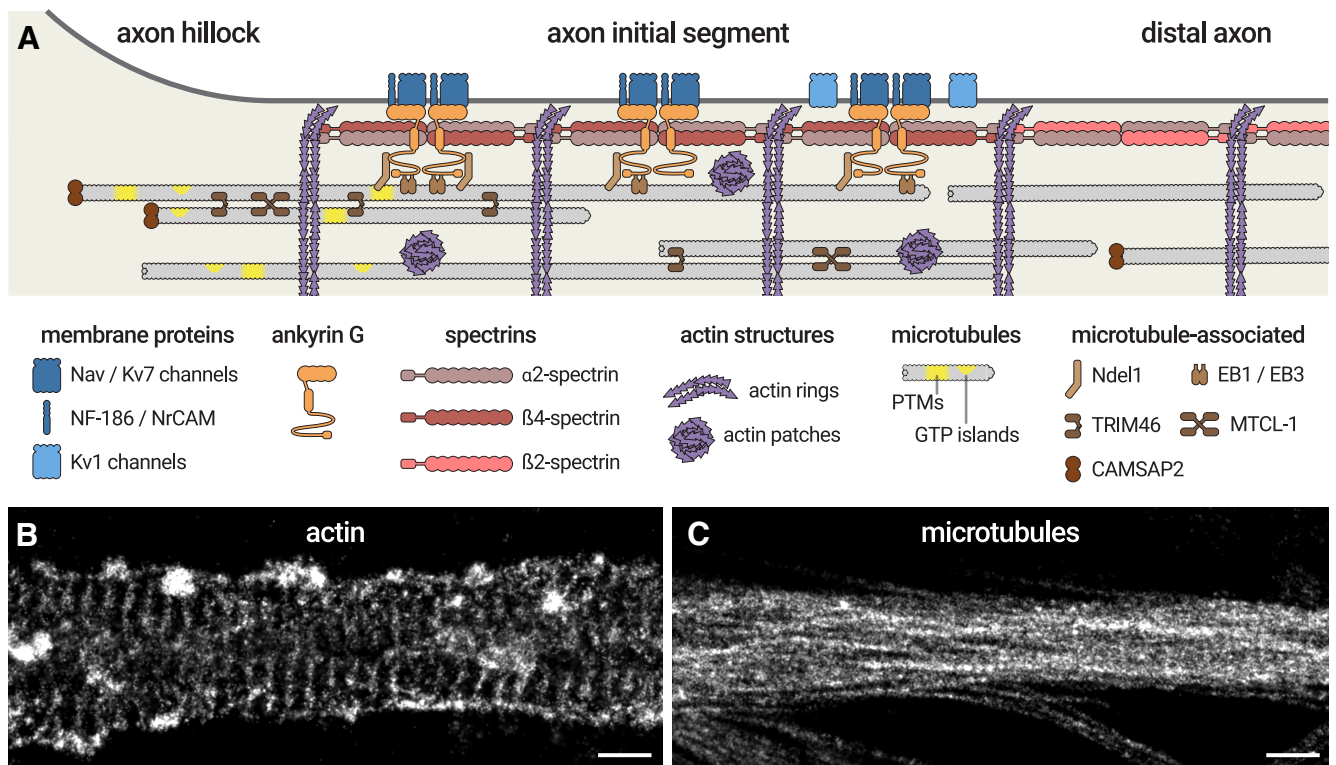 A
axon hillock
axon initial segment
distal axon
membrane proteins
Nav / Kv7 channels
NF-186 / NrCAM
Kv1 channels
ankyrin G
spectrins
α2-spectrin
ß4-spectrin
ß2-spectrin
actin structures
actin rings
actin patches
microtubules
PTMs
GTP islands
microtubule-associated
Ndel1
EB1 / EB3
TRIM46
MTCL-1
CAMSAP2
B
actin
C
microtubules